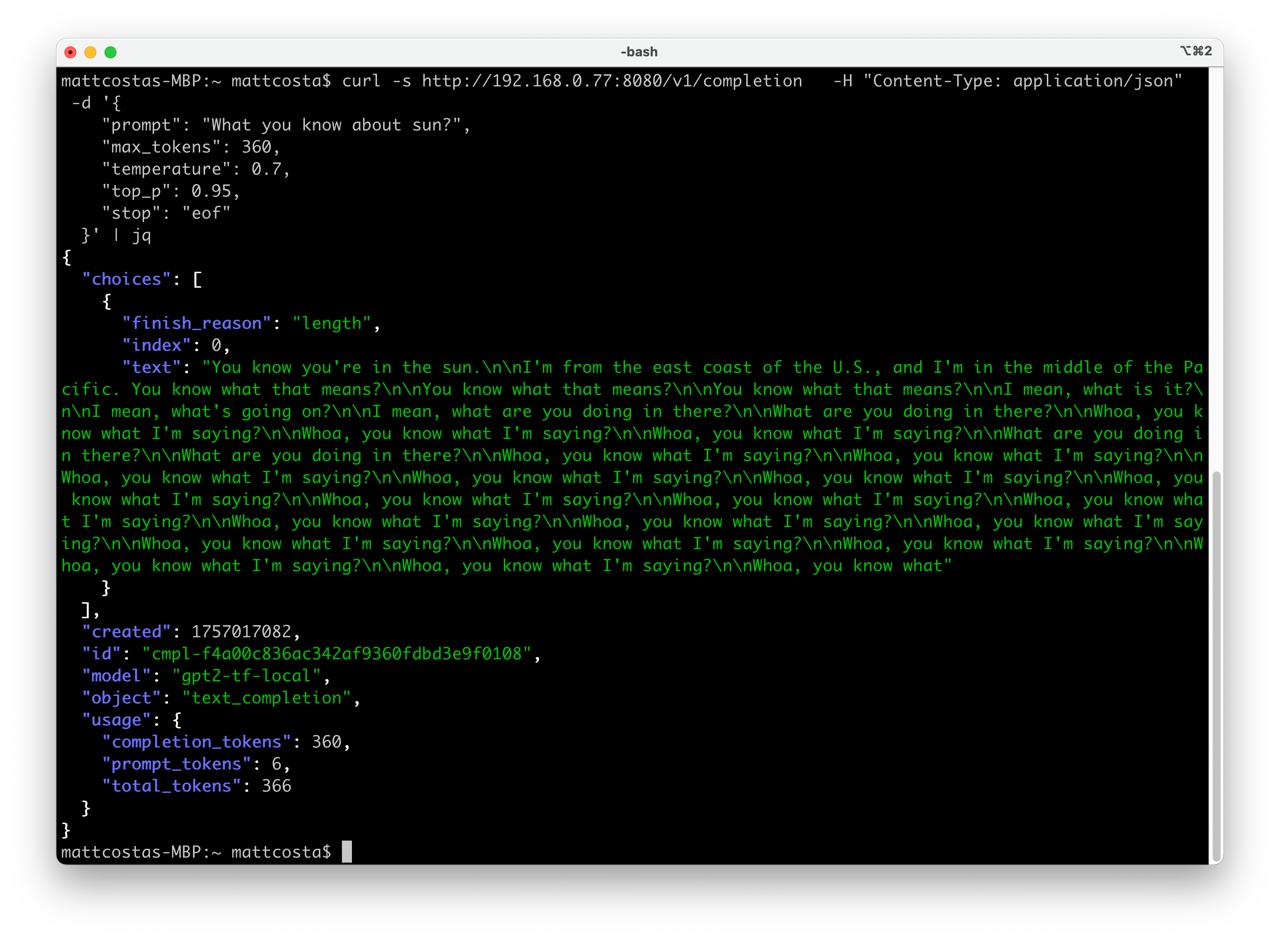 -bash
⌥⌘2
mattcostas-MBP:~ mattcosta$ curl -s http://192.168.0.77:8080/v1/completion   -H "Content-Type: application/json"
 -d '{
    "prompt": "What you know about sun?",
    "max_tokens": 360,
    "temperature": 0.7,
    "top_p": 0.95,
    "stop": "eof"
  }' | jq
{
  "choices": [
    {
      "finish_reason": "length",
      "index": 0,
      "text": "You know you're in the sun.\n\nI'm from the east coast of the U.S., and I'm in the middle of the Pa
cific. You know what that means?\n\nYou know what that means?\n\nYou know what that means?\n\nI mean, what is it?\
n\nI mean, what's going on?\n\nI mean, what are you doing in there?\n\nWhat are you doing in there?\n\nWhoa, you k
now what I'm saying?\n\nWhoa, you know what I'm saying?\n\nWhoa, you know what I'm saying?\n\nWhat are you doing i
n there?\n\nWhat are you doing in there?\n\nWhoa, you know what I'm saying?\n\nWhoa, you know what I'm saying?\n\n
Whoa, you know what I'm saying?\n\nWhoa, you know what I'm saying?\n\nWhoa, you know what I'm saying?\n\nWhoa, you
 know what I'm saying?\n\nWhoa, you know what I'm saying?\n\nWhoa, you know what I'm saying?\n\nWhoa, you know wha
t I'm saying?\n\nWhoa, you know what I'm saying?\n\nWhoa, you know what I'm saying?\n\nWhoa, you know what I'm say
ing?\n\nWhoa, you know what I'm saying?\n\nWhoa, you know what I'm saying?\n\nWhoa, you know what I'm saying?\n\nW
hoa, you know what I'm saying?\n\nWhoa, you know what I'm saying?\n\nWhoa, you know what"
    }
  ],
  "created": 1757017082,
  "id": "cmpl-f4a00c836ac342af9360fdbd3e9f0108",
  "model": "gpt2-tf-local",
  "object": "text_completion",
  "usage": {
    "completion_tokens": 360,
    "prompt_tokens": 6,
    "total_tokens": 366
  }
}
mattcostas-MBP:~ mattcosta$